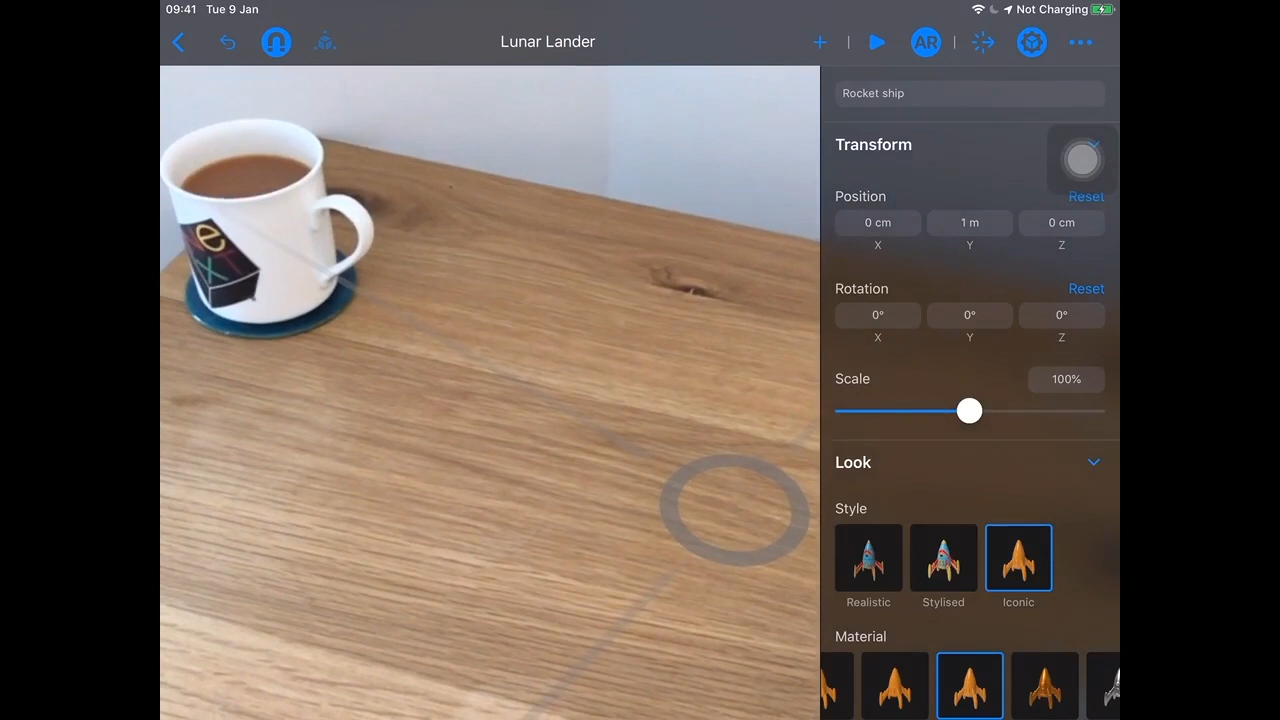 09:41 Tue 9 Jan
Not Charging
Lunar Lander
AR
Rocket ship
Transform
Position
Reset
0 cm
1 m
0 cm
X
Y
Z
Rotation
Reset
0°
0°
0°
X
Y
Z
Scale
100%
Look
Style
Realistic
Stylised
Iconic
Material